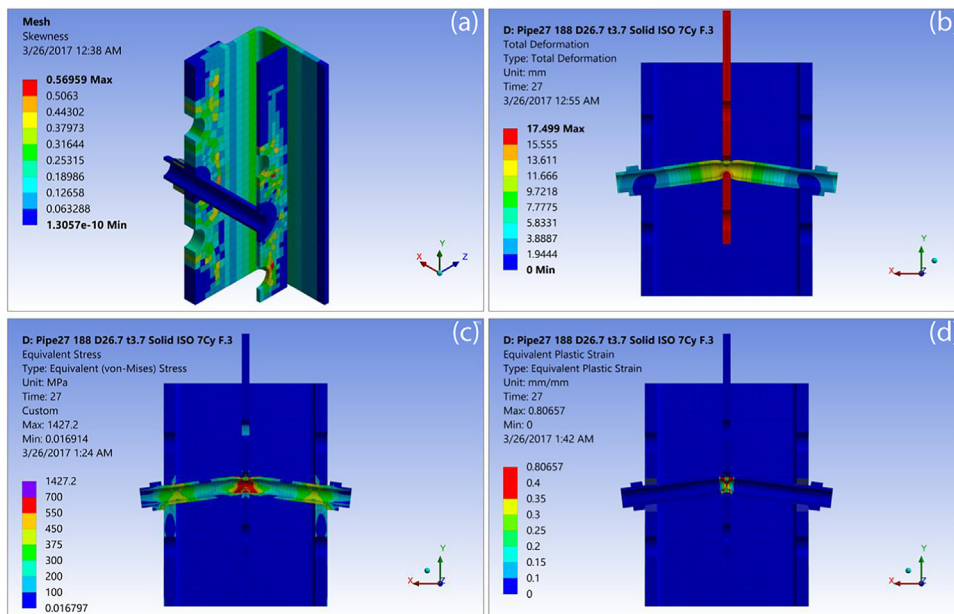 (a)
Mesh
Skewness
3/26/2017 12:38 AM
0.56959 Max
0.5063
0.44302
0.37973
0.31644
0.25315
0.18986
0.12658
0.063288
1.3057e-10 Min
Y
X
Z
(b)
D: Pipe27 188 D26.7 t3.7 Solid ISO 7Cy F.3
Total Deformation
Type: Total Deformation
Unit: mm
Time: 27
3/26/2017 12:55 AM
17.499 Max
15.555
13.611
11.666
9.7218
7.7775
5.8331
3.8887
1.9444
0 Min
Y
X
Z
(c)
D: Pipe27 188 D26.7 t3.7 Solid ISO 7Cy F.3
Equivalent Stress
Type: Equivalent (von-Mises) Stress
Unit: MPa
Time: 27
Custom
Max: 1427.2
Min: 0.016914
3/26/2017 1:24 AM
1427.2
700
550
450
375
300
200
100
0.016797
Y
X
Z
(d)
D: Pipe27 188 D26.7 t3.7 Solid ISO 7Cy F.3
Equivalent Plastic Strain
Type: Equivalent Plastic Strain
Unit: mm/mm
Time: 27
Max: 0.80657
Min: 0
3/26/2017 1:42 AM
0.80657
0.4
0.35
0.3
0.25
0.2
0.15
0.1
0
Y
X
Z